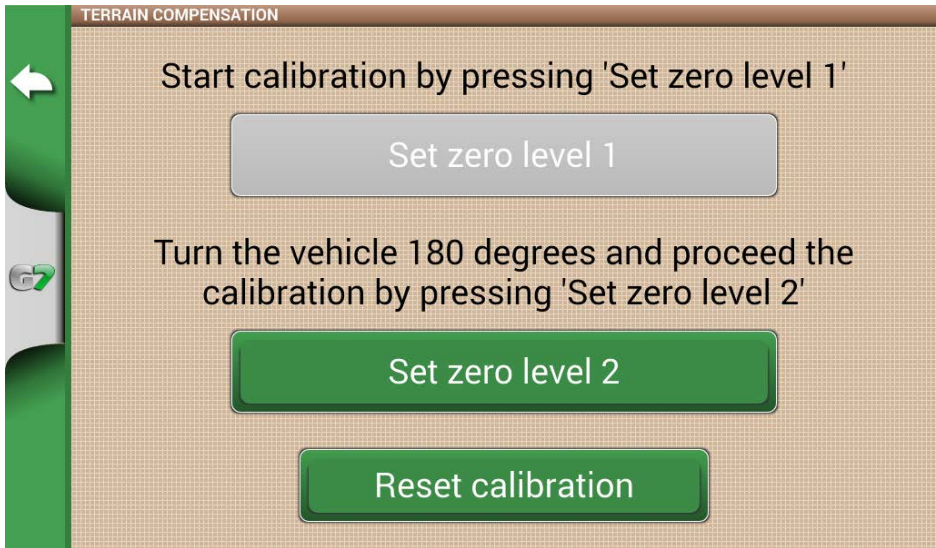 TERRAIN COMPENSATION
Start calibration by pressing 'Set zero level 1'
Set zero level 1
Turn the vehicle 180 degrees and proceed the
calibration by pressing 'Set zero level 2'
G7
Set zero level 2
Reset calibration